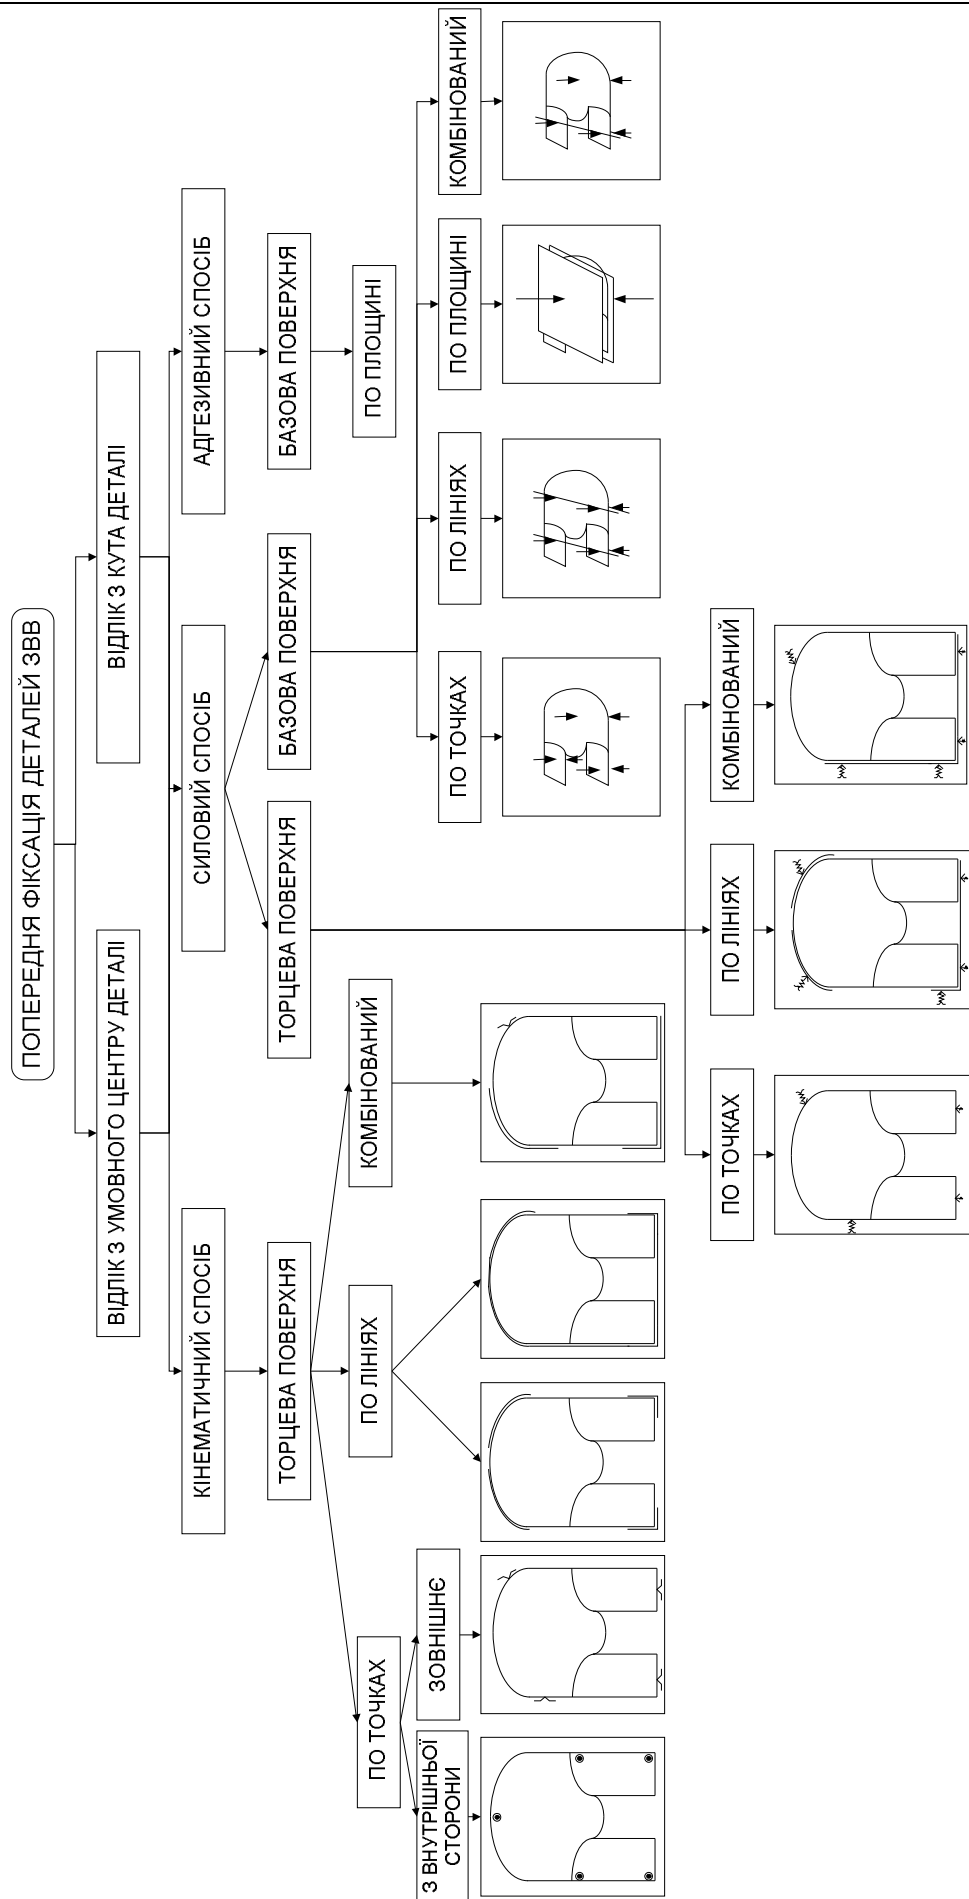 ПОПЕРЕДНЯ ФІКСАЦІЯ ДЕТАЛЕЙ ЗВВ
ВІДЛІК З УМОВНОГО ЦЕНТРУ ДЕТАЛІ
ВІДЛІК З КУТА ДЕТАЛІ
КІНЕМАТИЧНИЙ СПОСІБ
СИЛОВИЙ СПОСІБ
АДГЕЗИВНИЙ СПОСІБ
ТОРЦЕВА ПОВЕРХНЯ
ТОРЦЕВА ПОВЕРХНЯ
БАЗОВА ПОВЕРХНЯ
БАЗОВА ПОВЕРХНЯ
ПО ТОЧКАХ
ПО ЛІНІЯХ
КОМБІНОВАНИЙ
ПО ПЛОЩИНІ
З ВНУТРІШНЬОЇ
СТОРОНИ
ЗОВНІШНЄ
ПО ТОЧКАХ
ПО ЛІНІЯХ
ПО ПЛОЩИНІ
КОМБІНОВАНИЙ
ПО ТОЧКАХ
ПО ЛІНІЯХ
КОМБІНОВАНИЙ